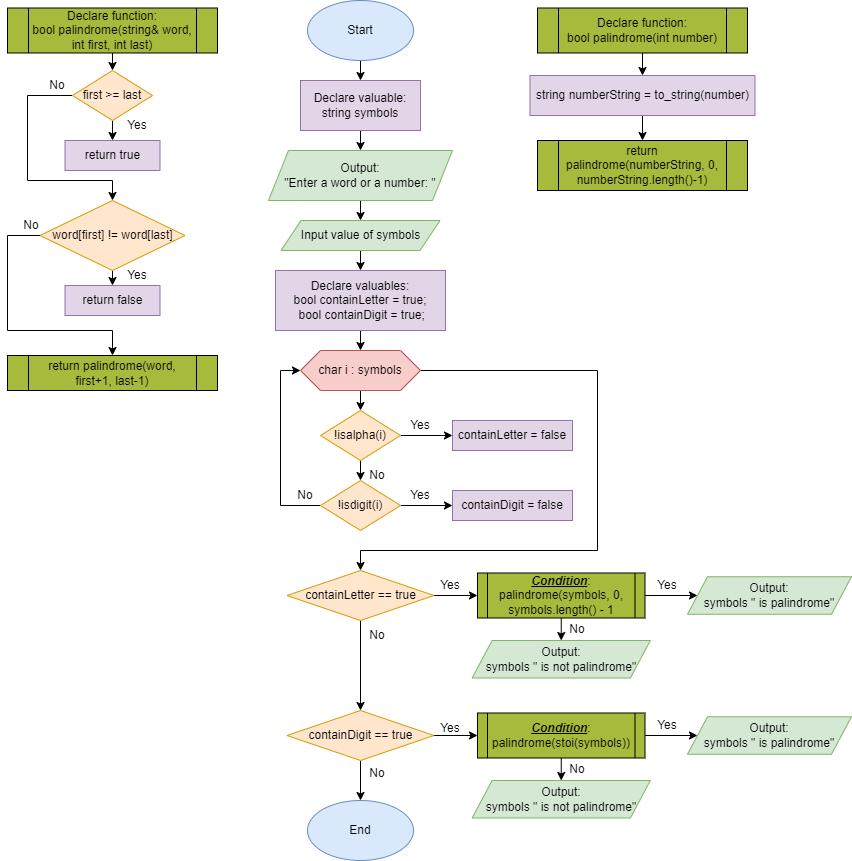 Declare function:
bool palindrome(string& word,
int first, int last)
No
first >= last
Yes
return true
No
word[first] != word[last]
Yes
return false
return palindrome(word,
first+1, last-1)
Start
Declare valuable:
string symbols
Output:
"Enter a word or a number: "
Input value of symbols
Declare valuables:
bool containLetter = true;
bool containDigit = true;
char i : symbols
!isalpha(i)
Yes
containLetter = false
No
!isdigit(i)
No
Yes
containDigit = false
containLetter == true
Yes
Condition:
palindrome(symbols, 0,
symbols.length() - 1
Yes
Output:
symbols " is palindrome"
No
Output:
symbols " is not palindrome"
No
containDigit == true
Yes
Condition:
palindrome(stoi(symbols))
Yes
Output:
symbols " is palindrome"
No
Output:
symbols " is not palindrome"
No
End
Declare function:
bool palindrome(int number)
string numberString = to_string(number)
return
palindrome(numberString, 0,
numberString.length()-1)